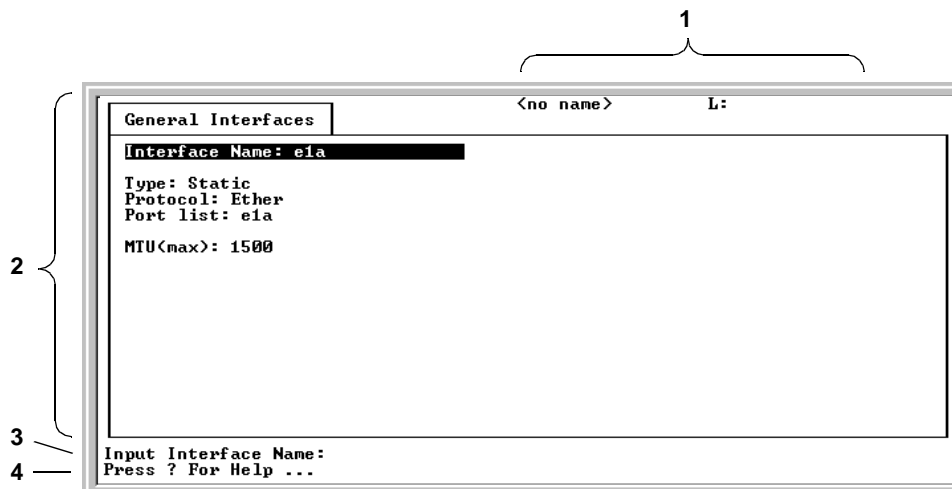 1
<no name> L:
General Interfaces
Interface Name: e1a
Type: Static
Protocol: Ether
Port list: e1a
MTU(max): 1500
2
3
Input Interface Name:
4
Press ? For Help ...